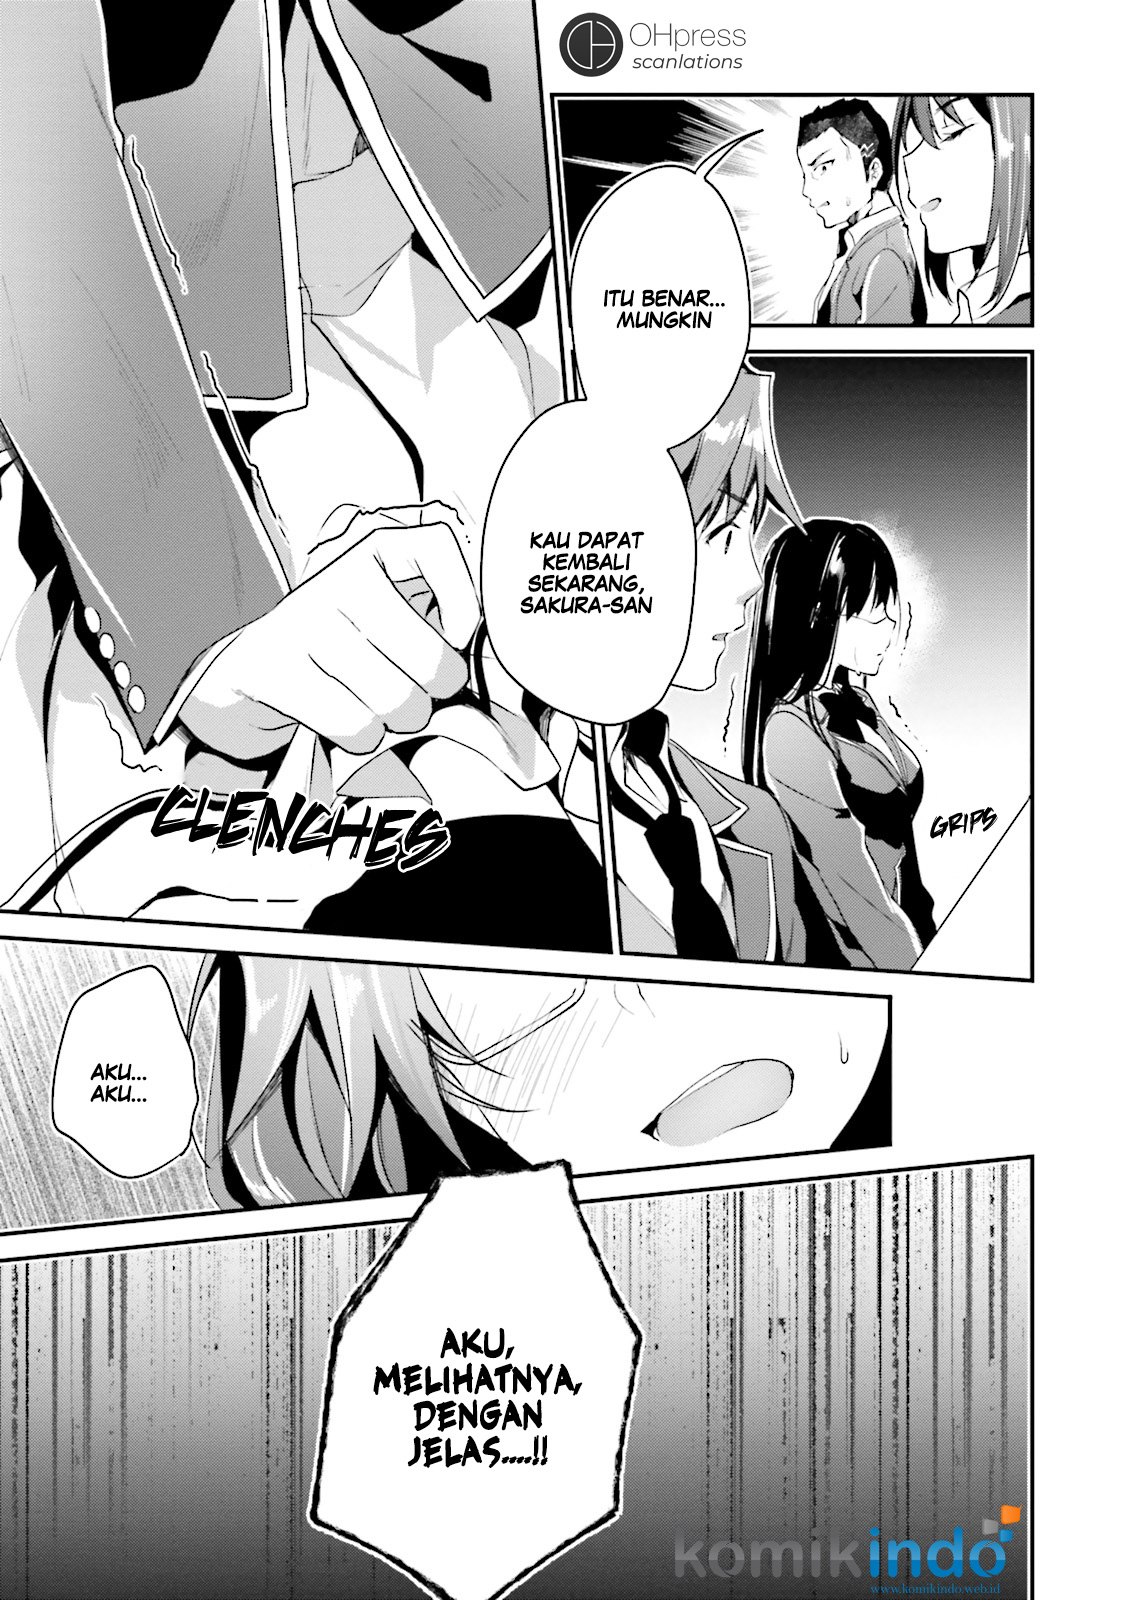 OHpress
scanlations
ITU BENAR...
MUNGKIN
KAU DAPAT
KEMBALI
SEKARANG,
SAKURA-SAN
GRIPS
CLENCHES
AKU...
AKU...
AKU,
MELIHATNYA,
DENGAN
JELAS....!!
komikindo
www.komikindo.web.id